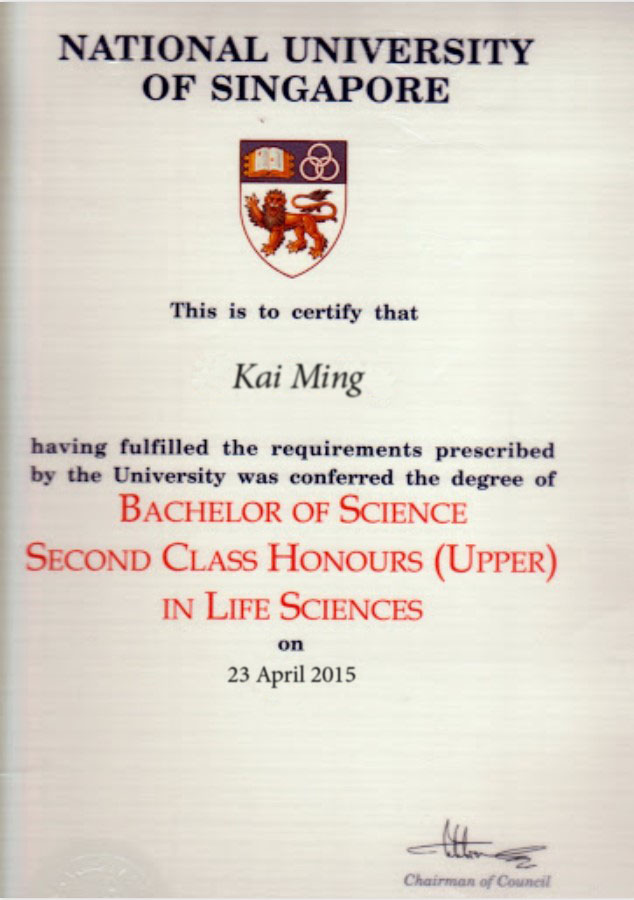 NATIONAL UNIVERSITY
OF SINGAPORE
This is to certify that
Kai Ming
having fulfilled the requirements prescribed
by the University was conferred the degree of
BACHELOR OF SCIENCE
SECOND CLASS HONOURS (UPPER)
IN LIFE SCIENCES
on
23 April 2015
Chairman of Council